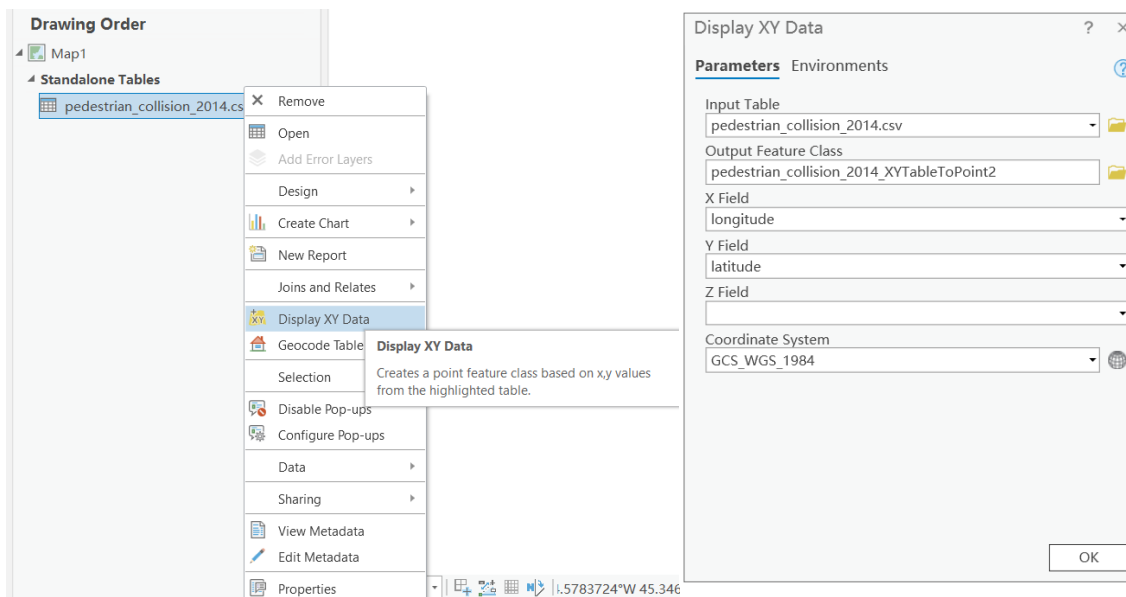 Drawing Order
Map1
Standalone Tables
pedestrian_collision_2014.cs
Remove
Open
Add Error Layers
Design
Create Chart
New Report
Joins and Relates
Display XY Data
Geocode Table
Display XY Data
Creates a point feature class based on x,y values
from the highlighted table.
Selection
Disable Pop-ups
Configure Pop-ups
Data
Sharing
View Metadata
Edit Metadata
Properties
.5783724°W 45.346
Display XY Data
?
Parameters Environments
?
Input Table
pedestrian_collision_2014.csv
Output Feature Class
pedestrian_collision_2014_XYTableToPoint2
X Field
longitude
Y Field
latitude
Z Field
Coordinate System
GCS_WGS_1984
OK